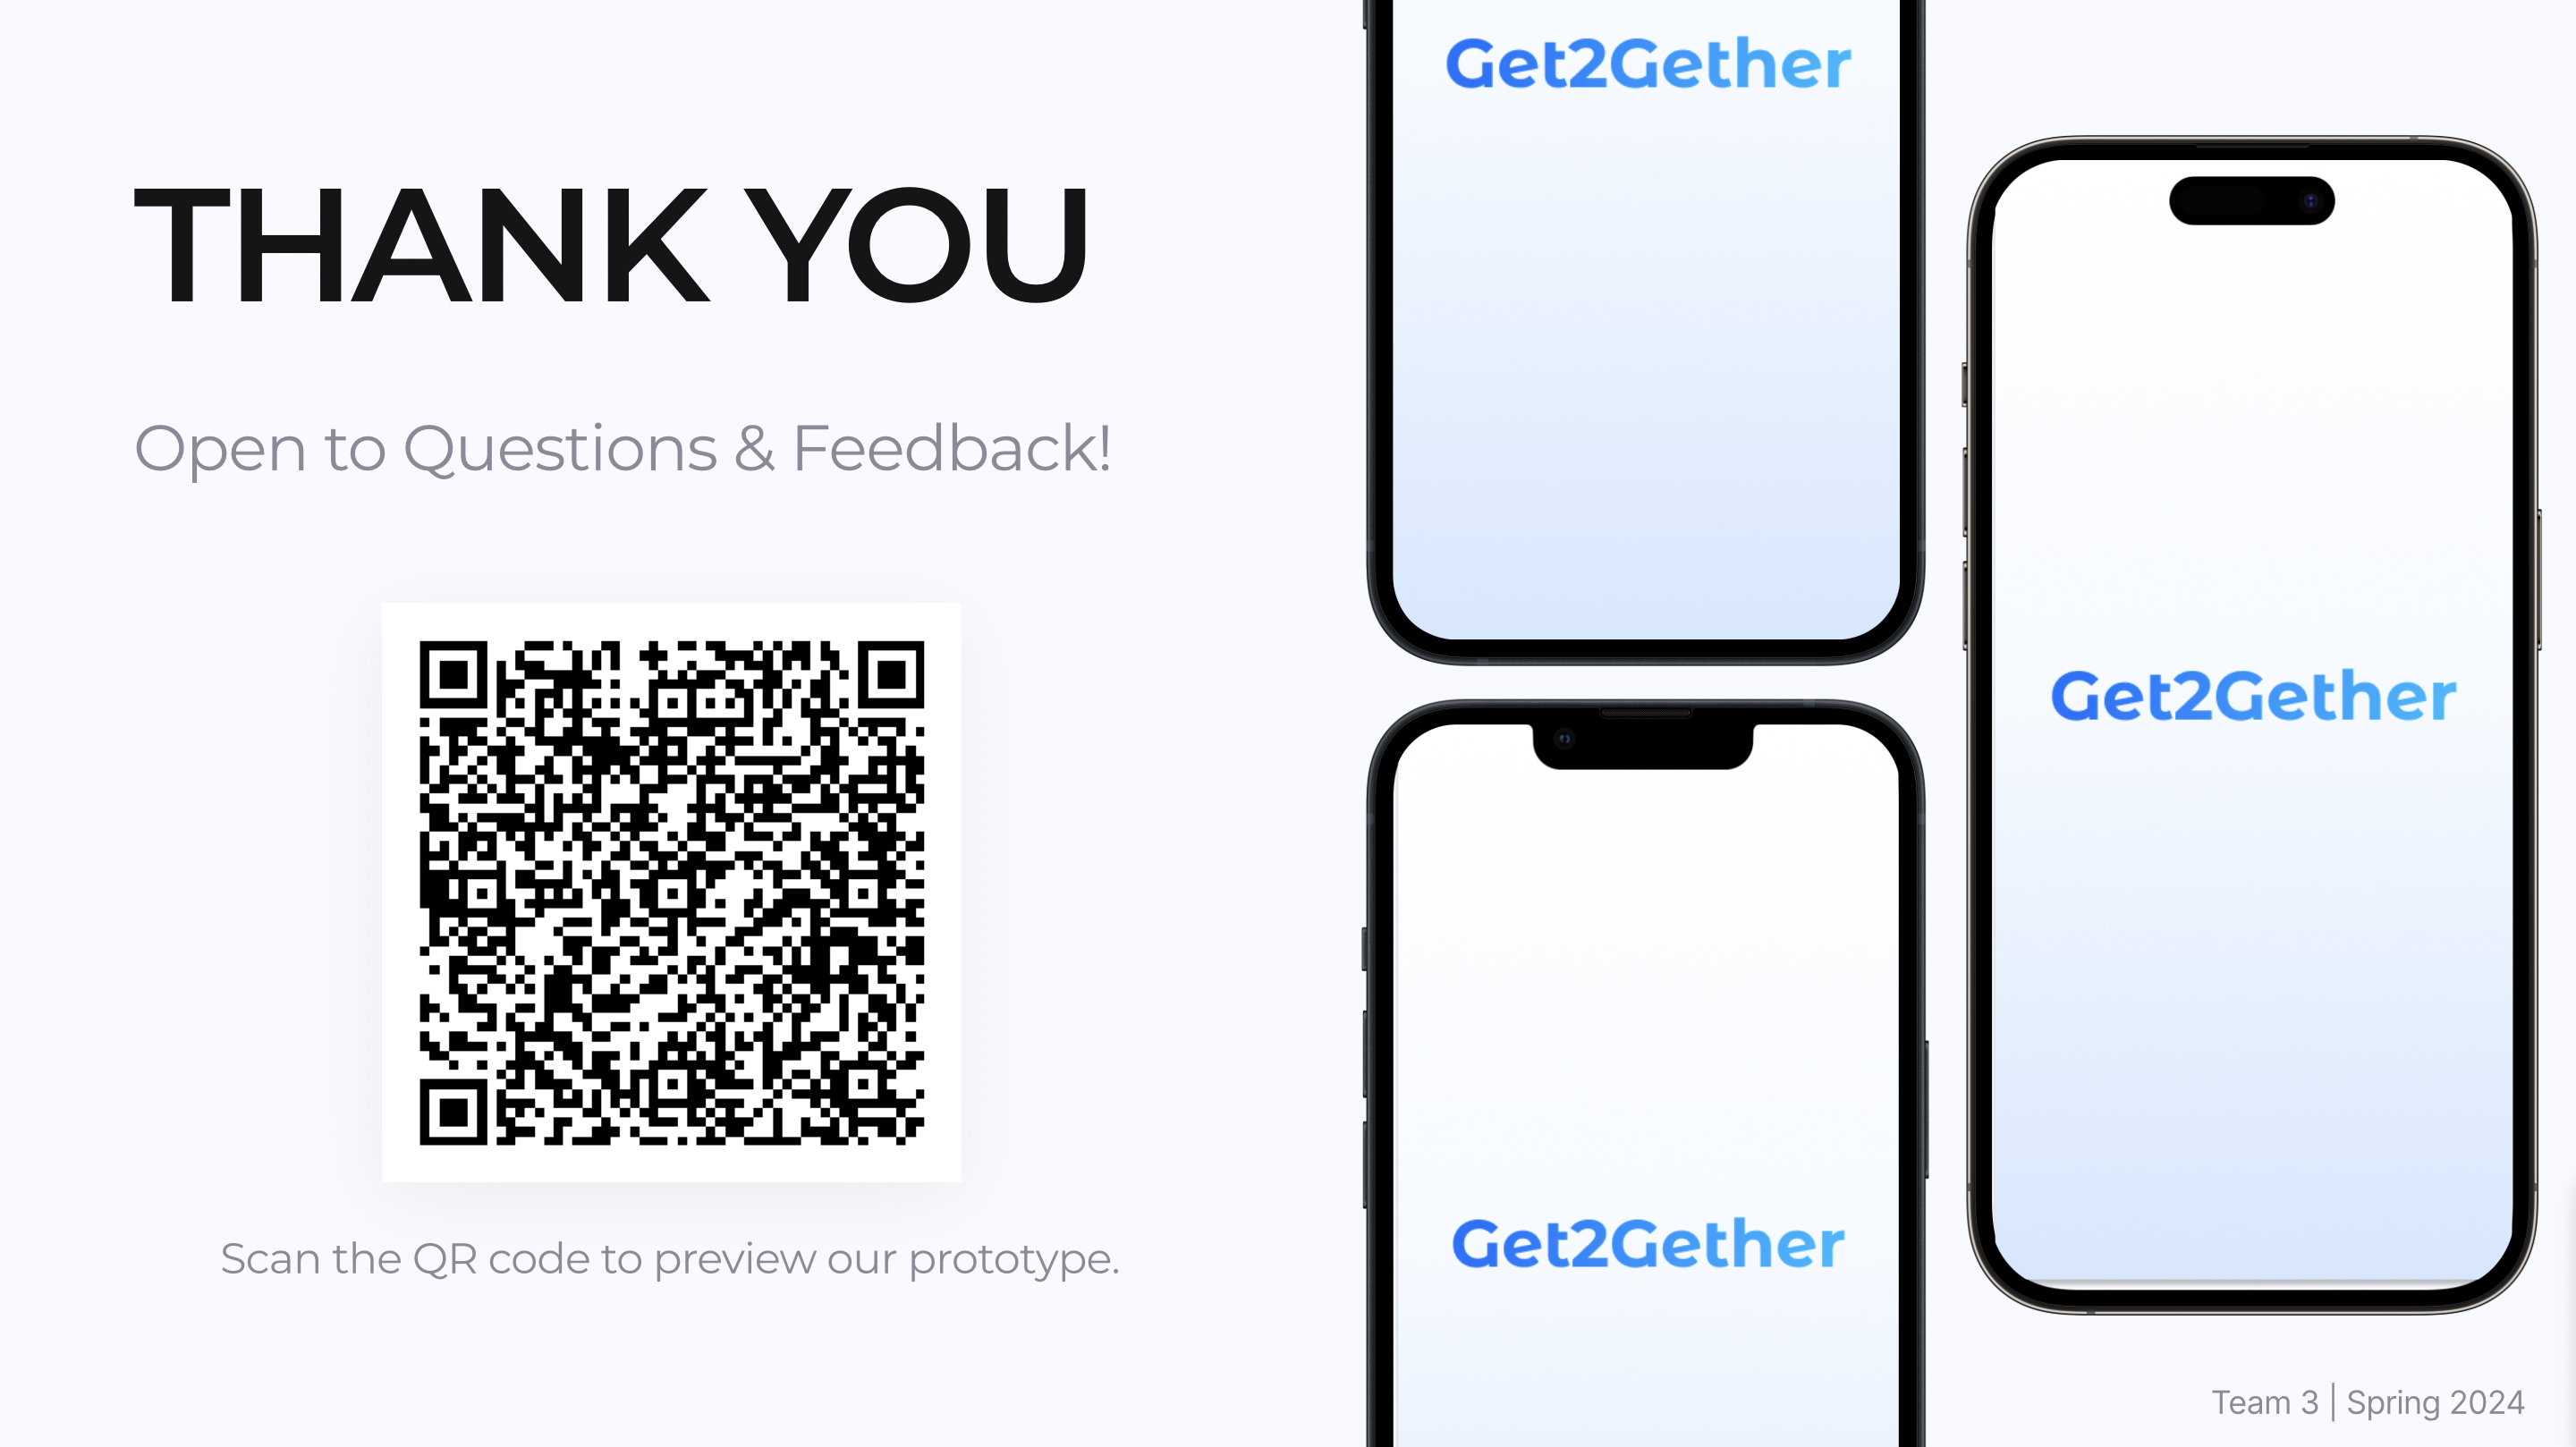 THANK YOU
Open to Questions & Feedback!
Scan the QR code to preview our prototype.
Get2Gether
Get2Gether
Get2Gether
Team 3 | Spring 2024